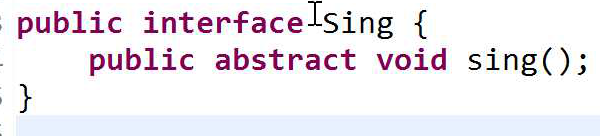 public interface Sing {
public abstract void sing();
}